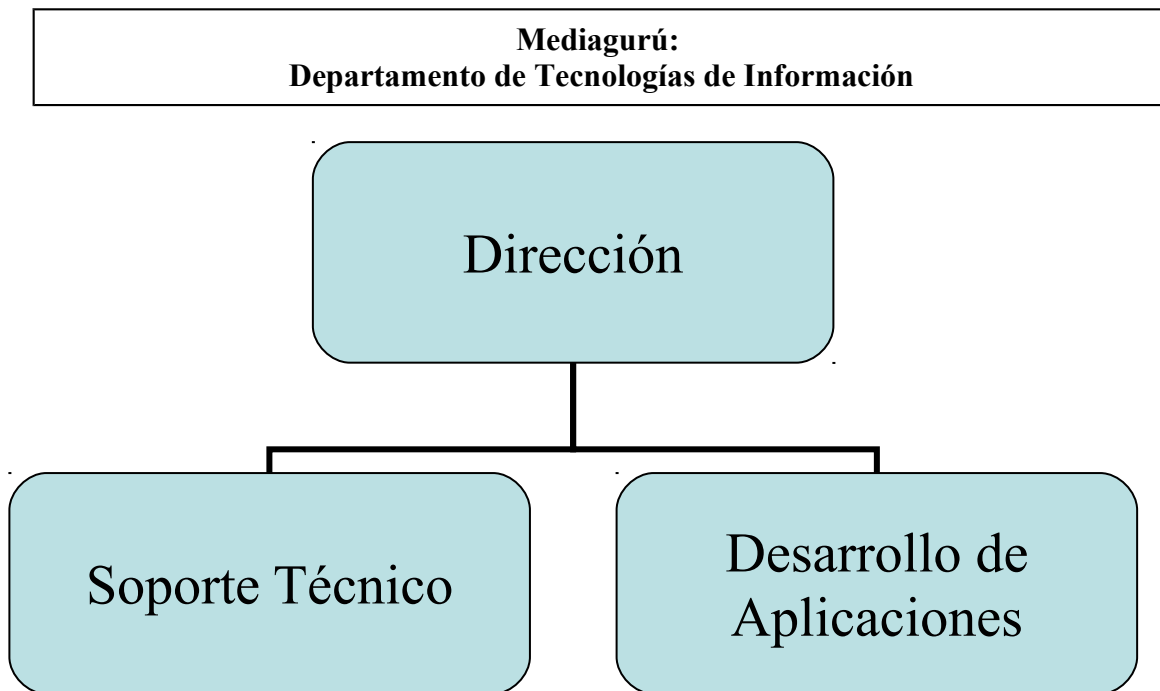 Mediagurú:
Departamento de Tecnologías de Información
Dirección
Soporte Técnico
Desarrollo de
Aplicaciones